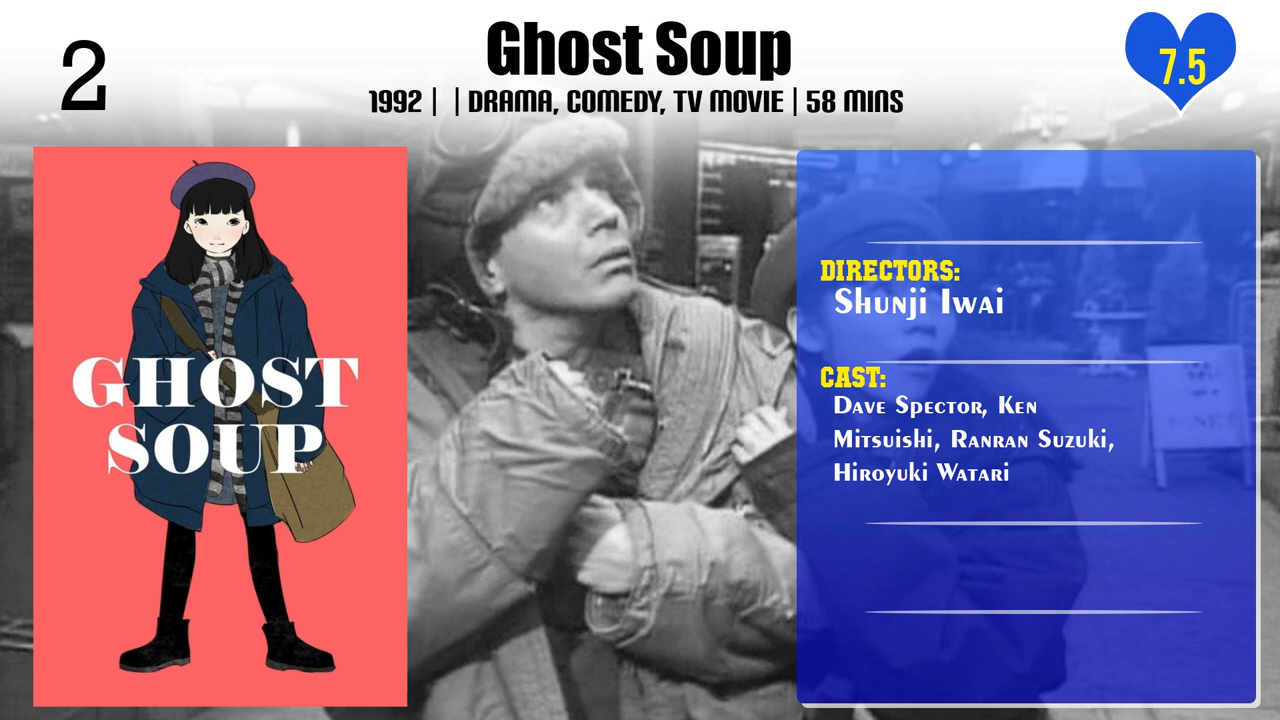 2
Ghost Soup
7.5
1992 | | DRAMA, COMEDY, TV MOVIE | 58 MINS
GHOST
SOUP
DIRECTORS:
Shunji Iwai
CAST:
Dave Spector, Ken
Mitsuishi, Ranran Suzuki,
Hiroyuki Watari